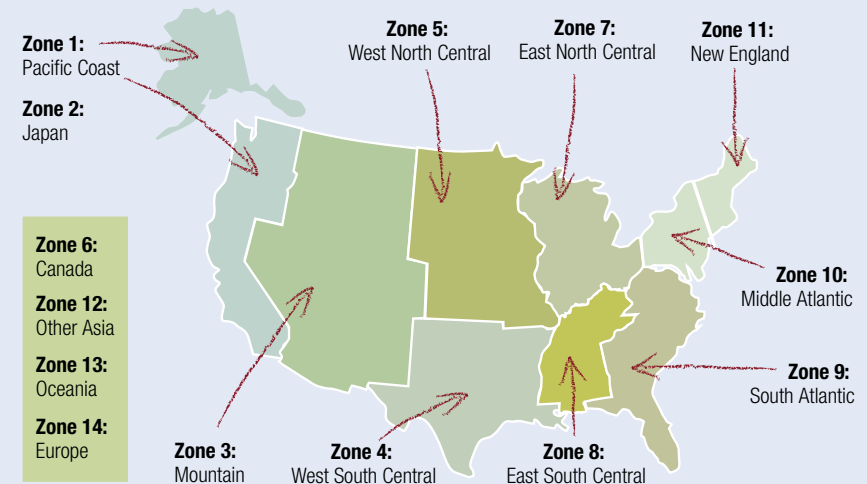 Zone 1:
Pacific Coast
Zone 2:
Japan
Zone 5:
West North Central
Zone 7:
East North Central
Zone 11:
New England
Zone 6:
Canada
Zone 12:
Other Asia
Zone 13:
Oceania
Zone 14:
Europe
Zone 10:
Middle Atlantic
Zone 9:
South Atlantic
Zone 3:
Mountain
Zone 4:
West South Central
Zone 8:
East South Central